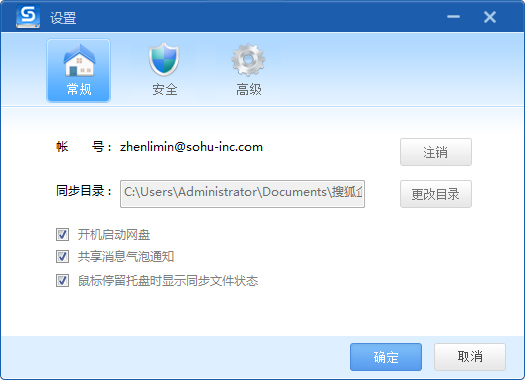 设置
常规 安全 高级
帐 号： zhenlimin@sohu-inc.com 注销
同步目录： C:\Users\Administrator\Documents\搜狐 更改目录
开机启动网盘
共享消息气泡通知
鼠标停留托盘时显示同步文件状态
确定 取消